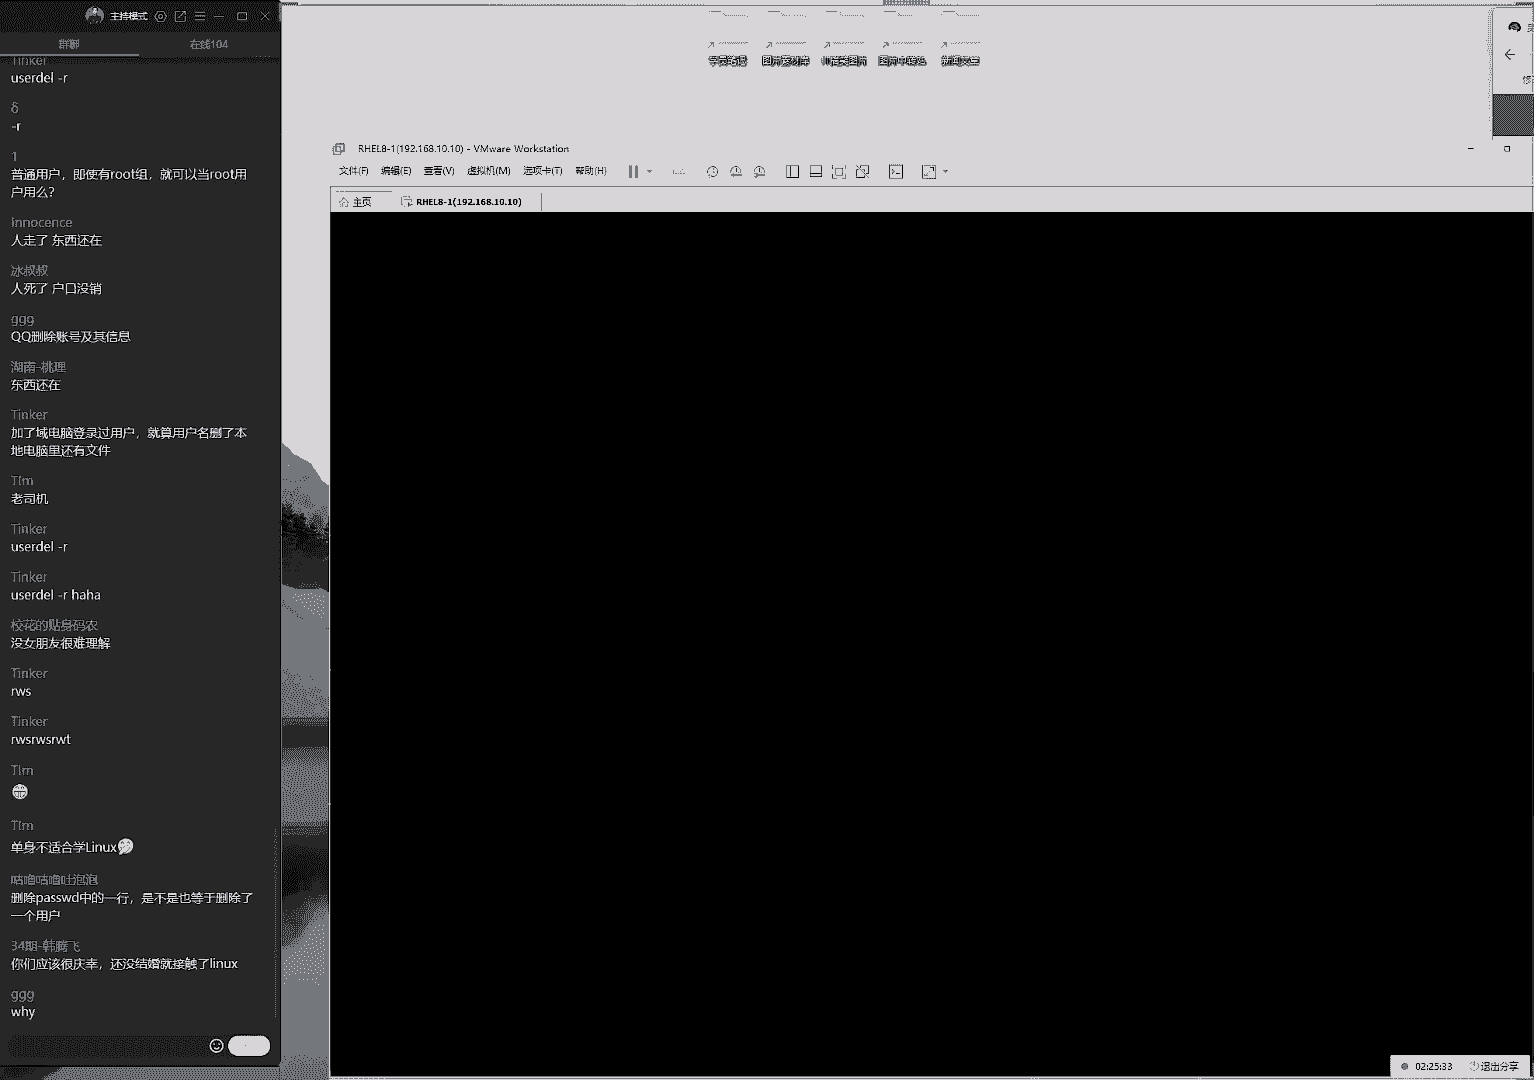 主持模式
群聊
在线104
Tinker
userdel -r
δ
-r
1
普通用户，即使有root组，就可以当root用
户用么？
Innocence
人走了 东西还在
冰叔叔
人死了 户口没销
ggg
QQ删除账号及其信息
湖南-桃理
东西还在
Tinker
加了域电脑登录过用户，就算用户名删了本
地电脑里还有文件
TIm
老司机
Tinker
userdel -r
Tinker
userdel -r haha
校花的贴身码农
没女朋友很难理解
Tinker
rws
Tinker
rwsrwsrwt
TIm
TIm
单身不适合学Linux
咕噜咕噜吐泡泡
删除passwd中的一行，是不是也等于删除了
一个用户
34期-韩腾飞
你们应该很庆幸，还没结婚就接触了linux
ggg
why
RHEL8-1(192.168.10.10) - VMware Workstation
文件(F) 编辑(E) 查看(V) 虚拟机(M) 选项卡(T) 帮助(H)
主页
RHEL8-1(192.168.10.10)
02:25:33
退出分享